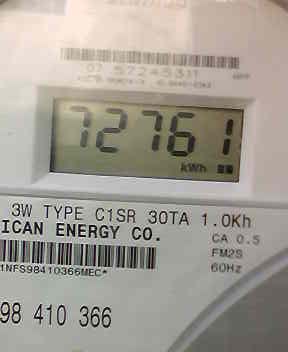 07 57245311
72761
kWh
3W TYPE C1SR 30TA 1.0Kh
ICAN ENERGY CO.
CA 0.5
FM2S
60Hz
1NFS98410366MEC*
98 410 366